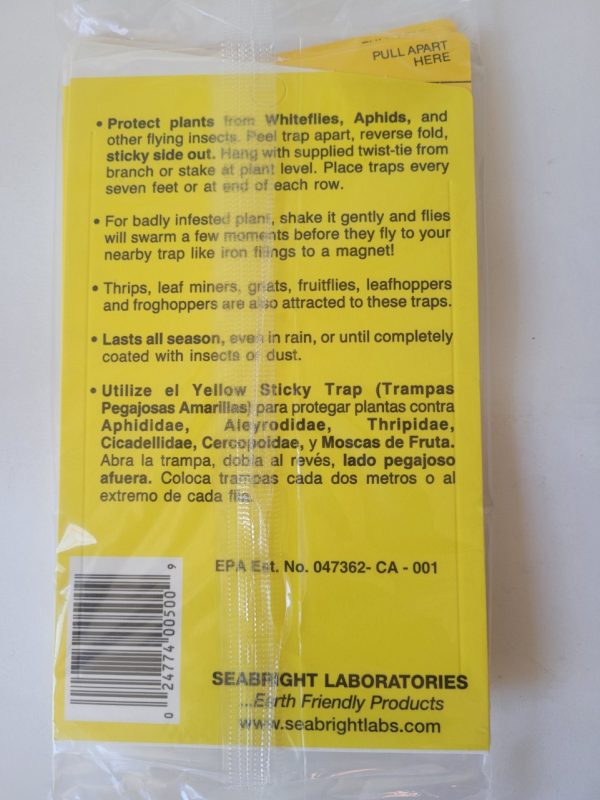 PULL APART
HERE
• Protect plants from Whiteflies, Aphids, and
other flying insects. Peel trap apart, reverse fold,
sticky side out. Hang with supplied twist-tie from
branch or stake at plant level. Place traps every
seven feet or at end of each row.
• For badly infested plant, shake it gently and flies
will swarm a few moments before they fly to your
nearby trap like iron filings to a magnet!
• Thrips, leaf miners, gnats, fruitflies, leafhoppers
and froghoppers are also attracted to these traps.
• Lasts all season, even in rain, or until completely
coated with insects or dust.
• Utilize el Yellow Sticky Trap (Trampas
Pegajosas Amarillas) para protegar plantas contra
Aphididae, Aleyrodidae, Thripidae,
Cicadellidae, Cercopoidae, y Moscas de Fruta.
Abra la trampa, dobla al revés, lado pegajoso
afuera. Coloca trampas cada dos metros o al
extremo de cada fila.
EPA Est. No. 047362- CA - 001
0 24774 00500 9
SEABRIGHT LABORATORIES
...Earth Friendly Products
www.seabrightlabs.com